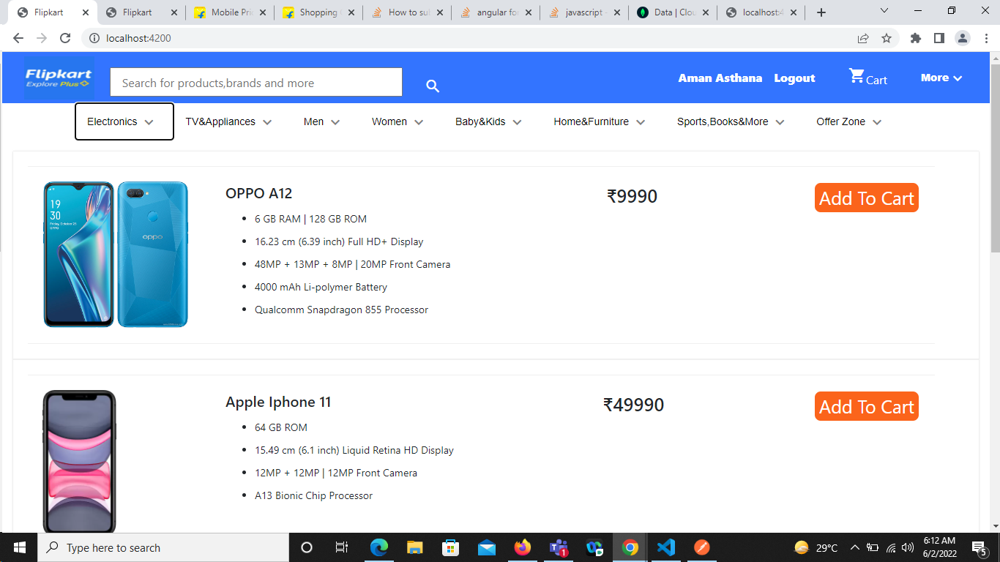 Flipkart
Flipkart
Mobile Pric
Shopping
How to sul
angular fo
javascript -
Data | Clou
localhost:4
localhost:4200
Flipkart
Explore Plus
Search for products,brands and more
Aman Asthana
Logout
Cart
More
Electronics
TV&Appliances
Men
Women
Baby&Kids
Home&Furniture
Sports,Books&More
Offer Zone
19
30
OPPO
oppo
OPPO A12
₹9990
Add To Cart
6 GB RAM | 128 GB ROM
16.23 cm (6.39 inch) Full HD+ Display
48MP + 13MP + 8MP | 20MP Front Camera
4000 mAh Li-polymer Battery
Qualcomm Snapdragon 855 Processor
Apple Iphone 11
₹49990
Add To Cart
64 GB ROM
15.49 cm (6.1 inch) Liquid Retina HD Display
12MP + 12MP | 12MP Front Camera
A13 Bionic Chip Processor
Type here to search
1
29°C
6:12 AM
6/2/2022
5